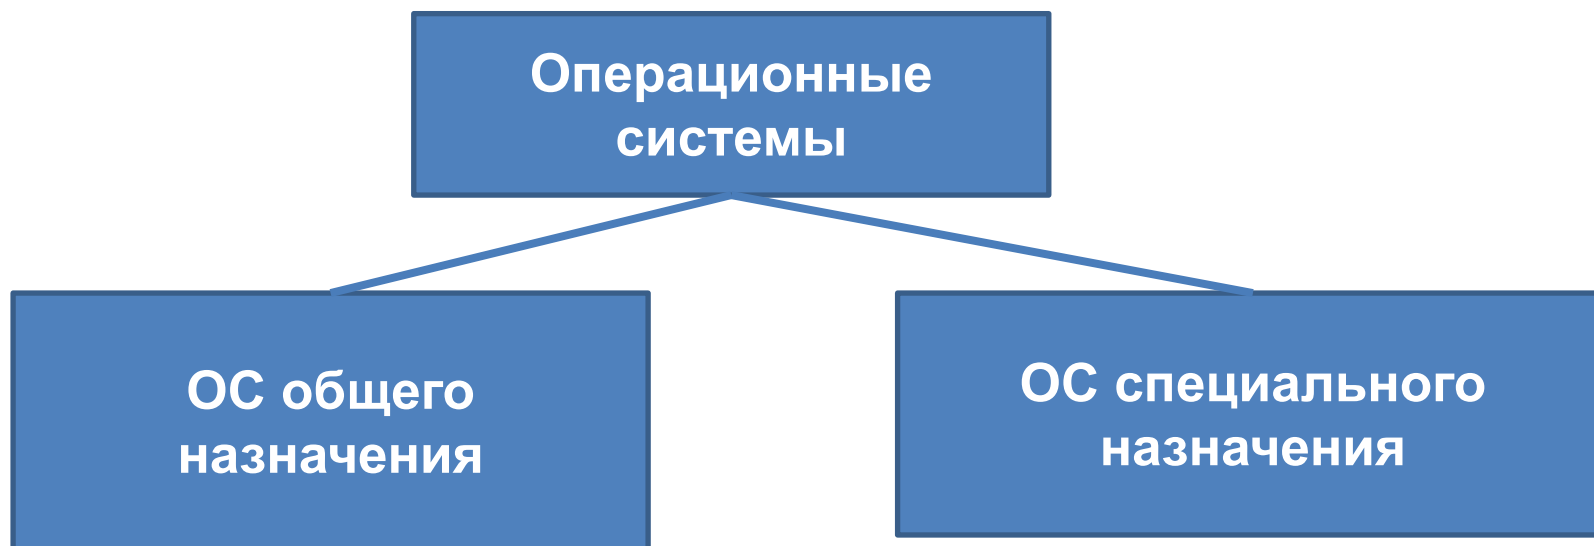 Операционные
системы
ОС общего
назначения
ОС специального
назначения